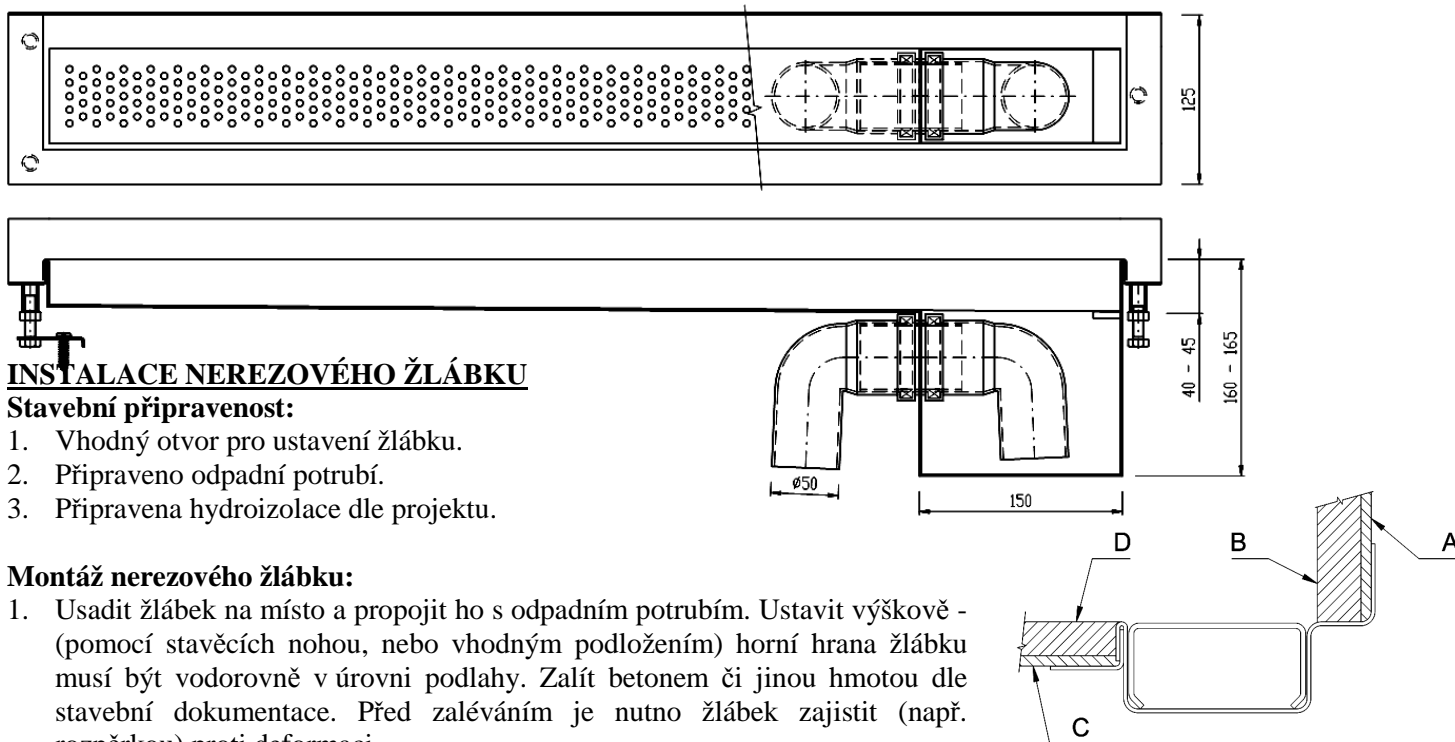 125
40 - 45
160 - 165
ø50
150
INSTALACE NEREZOVÉHO ŽLÁBKU
Stavební připravenost:
1. Vhodný otvor pro ustavení žlábku.
2. Připraveno odpadní potrubí.
3. Připravena hydroizolace dle projektu.
Montáž nerezového žlábku:
1. Usadit žlábek na místo a propojit ho s odpadním potrubím. Ustavit výškově -
(pomocí stavěcích nohou, nebo vhodným podložením) horní hrana žlábku
musí být vodorovně v úrovni podlahy. Zalít betonem či jinou hmotou dle
stavební dokumentace. Před zaléváním je nutno žlábek zajistit (např.
D
B
A
C